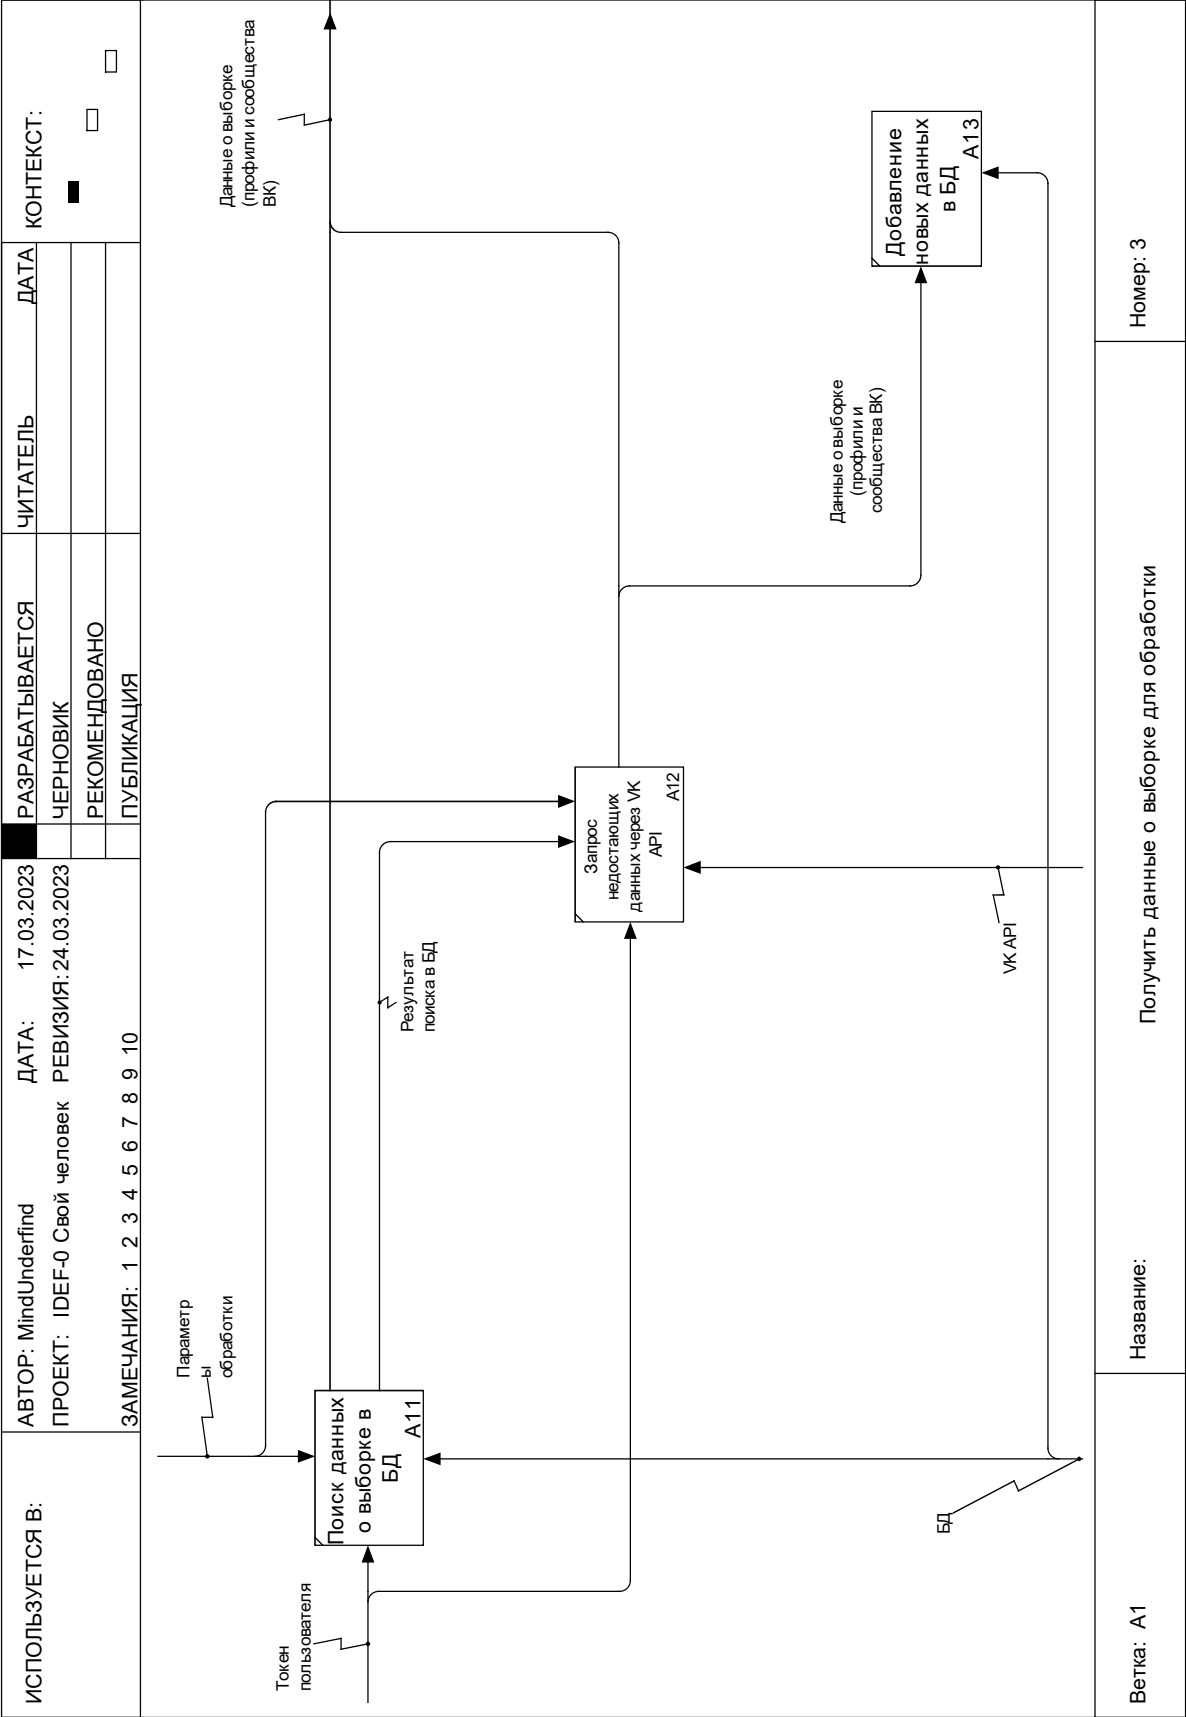 ИСПОЛЬЗУЕТСЯ В:
АВТОР: MindUnderfind
ДАТА: 17.03.2023
ПРОЕКТ: IDEF-0 Свой человек
РЕВИЗИЯ: 24.03.2023
ЗАМЕЧАНИЯ: 1 2 3 4 5 6 7 8 9 10
РАЗРАБАТЫВАЕТСЯ
ЧЕРНОВИК
РЕКОМЕНДОВАНО
ПУБЛИКАЦИЯ
ЧИТАТЕЛЬ
ДАТА
КОНТЕКСТ:
Параметр
ы
обработки
Данные о выборке
(профили и сообщества
ВК)
Токен
пользователя
Поиск данных
о выборке в
БД
A11
Результат
поиска в БД
Запрос
недостающих
данных через VK
API
A12
Данные о выборке
(профили и
сообщества ВК)
Добавление
новых данных
в БД
A13
БД
VK API
Ветка: A1
Название:
Получить данные о выборке для обработки
Номер: 3